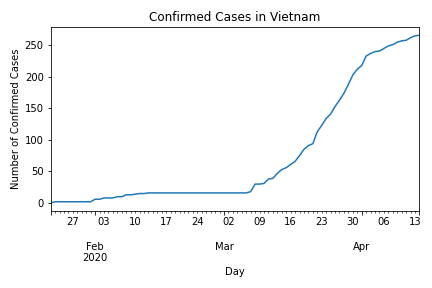 Confirmed Cases in Vietnam
Number of Confirmed Cases
250
200
150
100
50
0
27 03 10 17 24 02 09 16 23 30 06 13
Feb Mar Apr
2020
Day